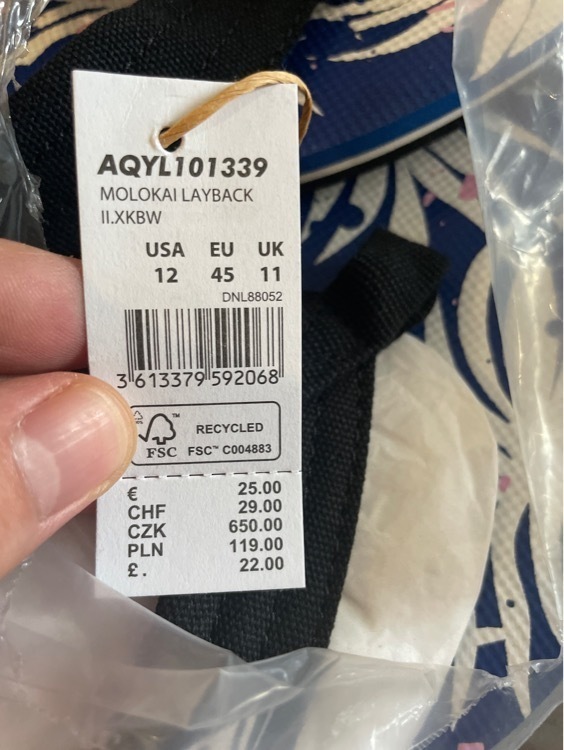 AQYL101339
MOLOKAI LAYBACK
II.XKBW
USA EU UK
12 45 11
DNL88052
3 613379 592068
FSC™
RECYCLED
FSC™ C004883
€ 25.00
CHF 29.00
CZK 650.00
PLN 119.00
£. 22.00